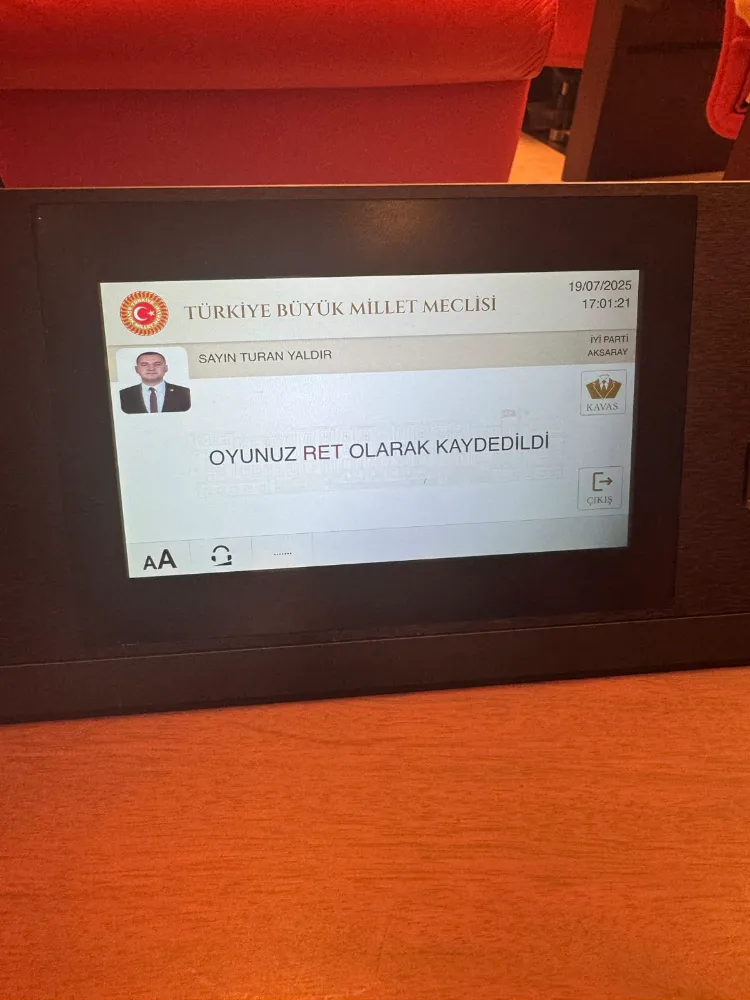 TÜRKİYE BÜYÜK MİLLET MECLİSİ
19/07/2025
17:01:21
SAYIN TURAN YALDIR
İYİ PARTİ
AKSARAY
KAVAS
OYUNUZ RET OLARAK KAYDEDİLDİ
ÇIKIŞ
AA